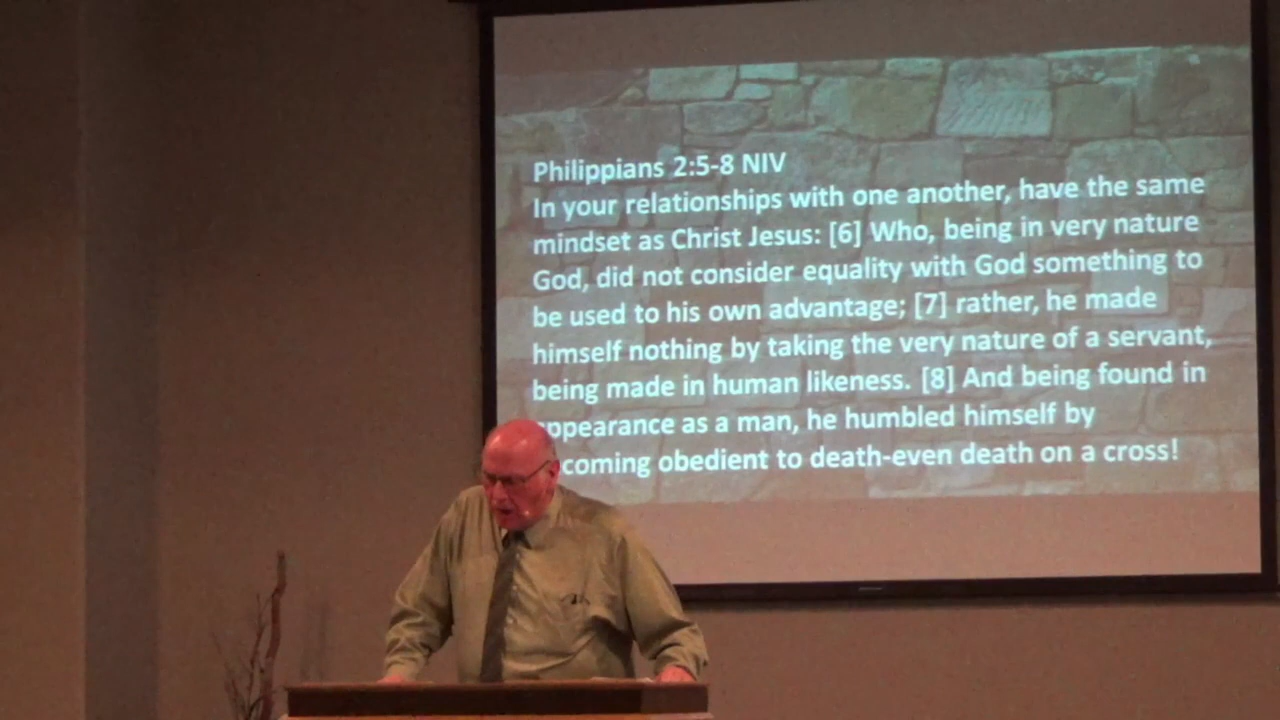 Philippians 2:5-8 NIV
In your relationships with one another, have the same
mindset as Christ Jesus: [6] Who, being in very nature
God, did not consider equality with God something to
be used to his own advantage; [7] rather, he made
himself nothing by taking the very nature of a servant,
being made in human likeness. [8] And being found in
ppearance as a man, he humbled himself by
coming obedient to death-even death on a cross!